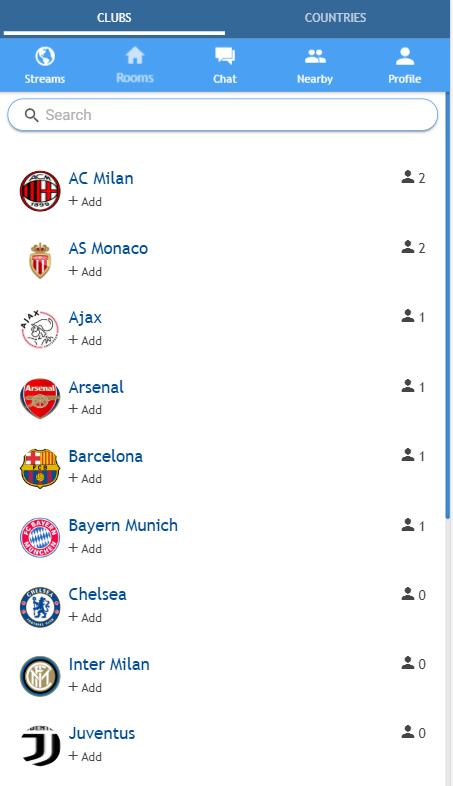 CLUBS COUNTRIES
Streams Rooms Chat Nearby Profile
Search
ACM
1899
AC Milan 2
+ Add
AS Monaco 2
+ Add
AJAX
Ajax 1
+ Add
Arsenal
Arsenal 1
+ Add
FCB
Barcelona 1
+ Add
FC BAYERN
MÜNCHEN
Bayern Munich 1
+ Add
CHELSEA
FOOTBALL CLUB
Chelsea 0
+ Add
Inter Milan 0
+ Add
Juventus 0
+ Add